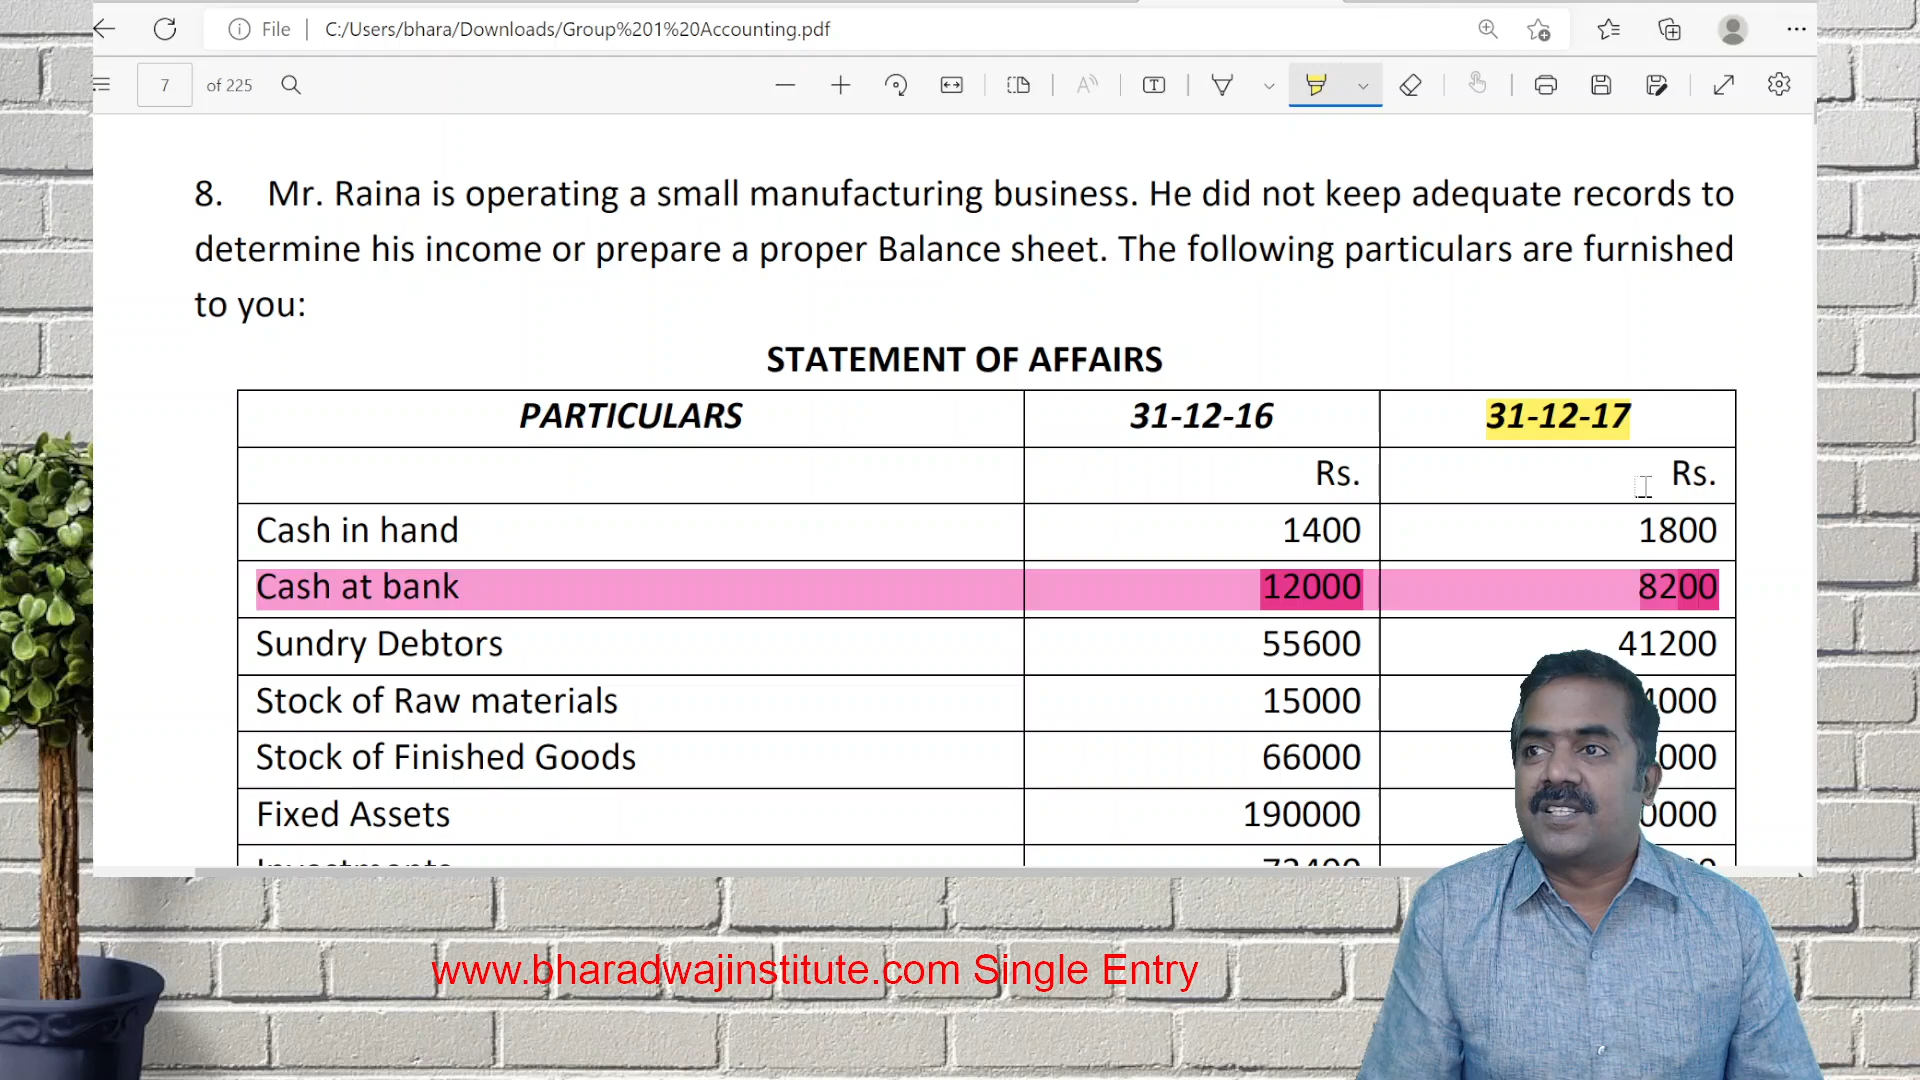 File C:/Users/bhara/Downloads/Group%201%20Accounting.pdf
7 of 225
8. Mr. Raina is operating a small manufacturing business. He did not keep adequate records to
determine his income or prepare a proper Balance sheet. The following particulars are furnished
to you:
STATEMENT OF AFFAIRS
PARTICULARS 31-12-16 31-12-17
Rs. Rs.
Cash in hand 1400 1800
Cash at bank 12000 8200
Sundry Debtors 55600 41200
Stock of Raw materials 15000
Stock of Finished Goods 66000
Fixed Assets 190000
www.bharadwajinstitute.com Single Entry